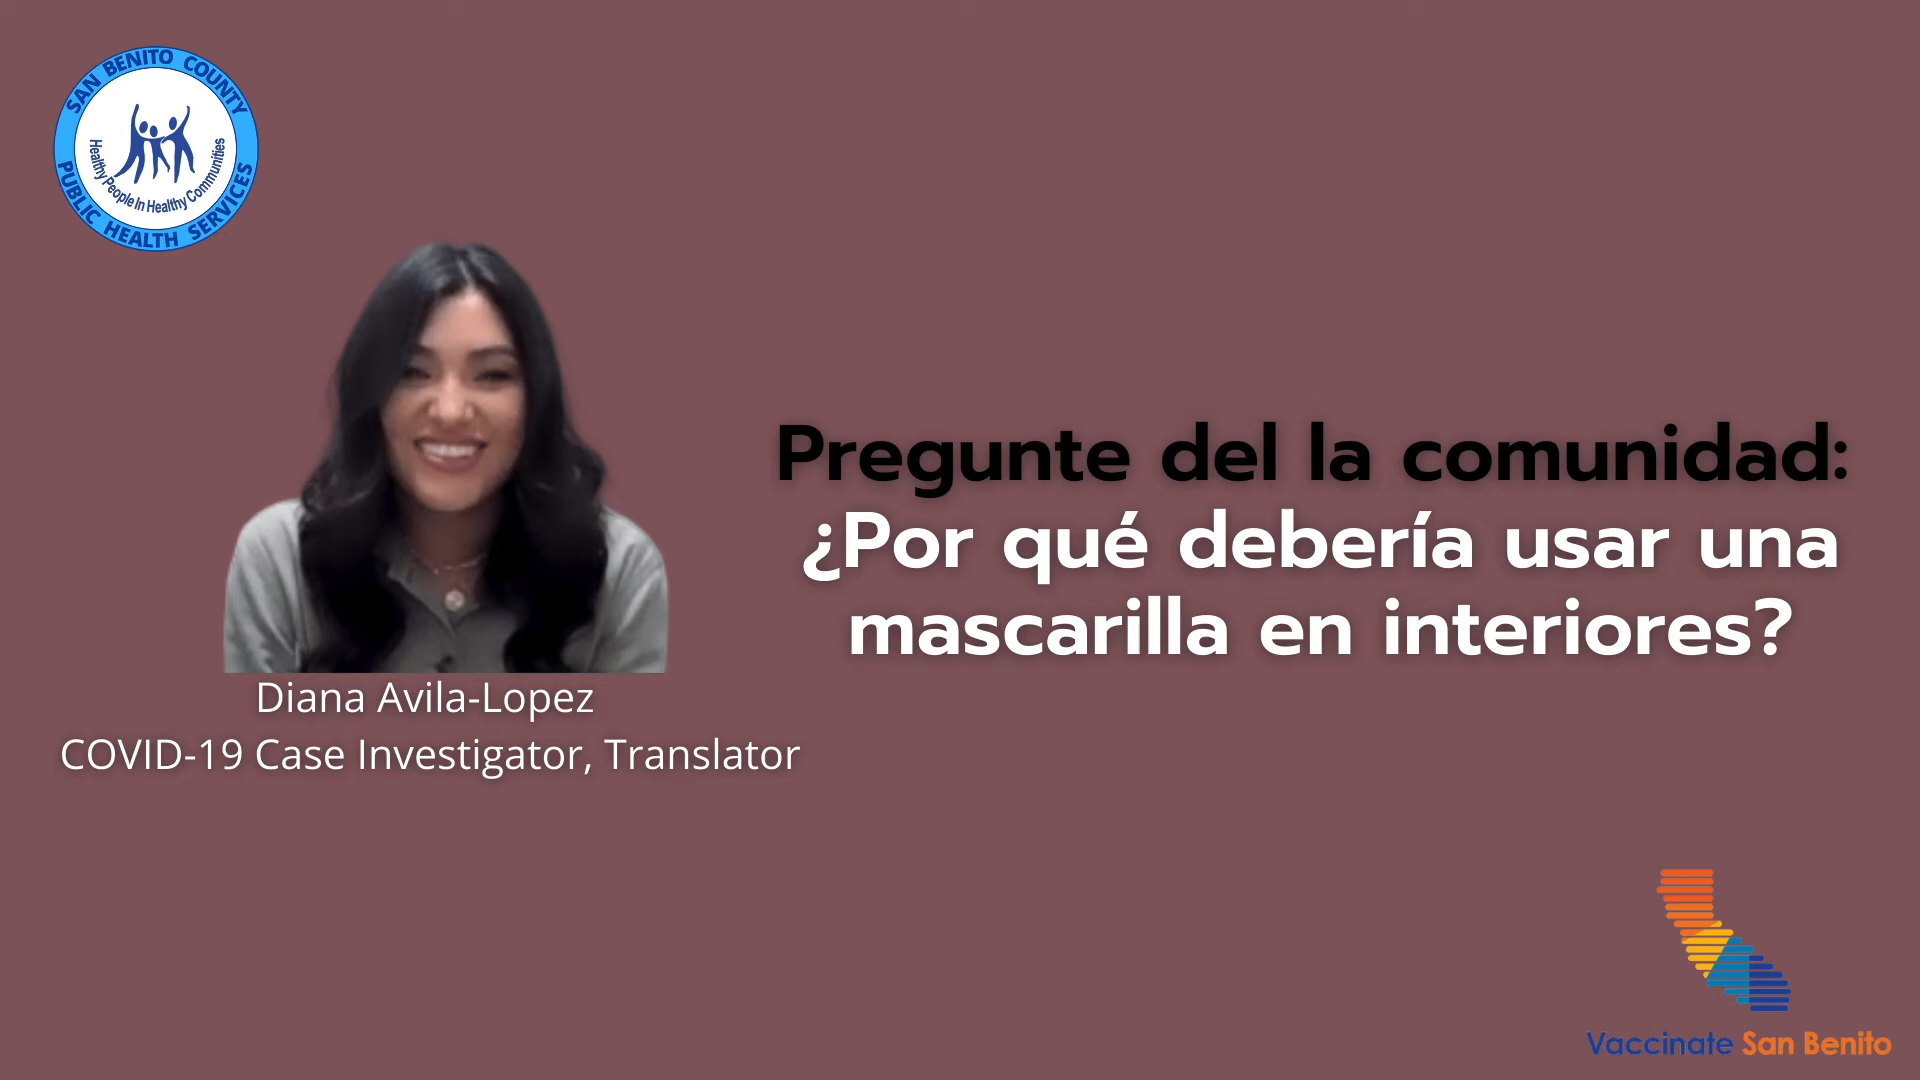 SAN BENITO COUNTY
Healthy People In Healthy Communities
PUBLIC HEALTH SERVICES
Pregunte del la comunidad:
¿Por qué debería usar una
mascarilla en interiores?
Diana Avila-Lopez
COVID-19 Case Investigator, Translator
Vaccinate San Benito